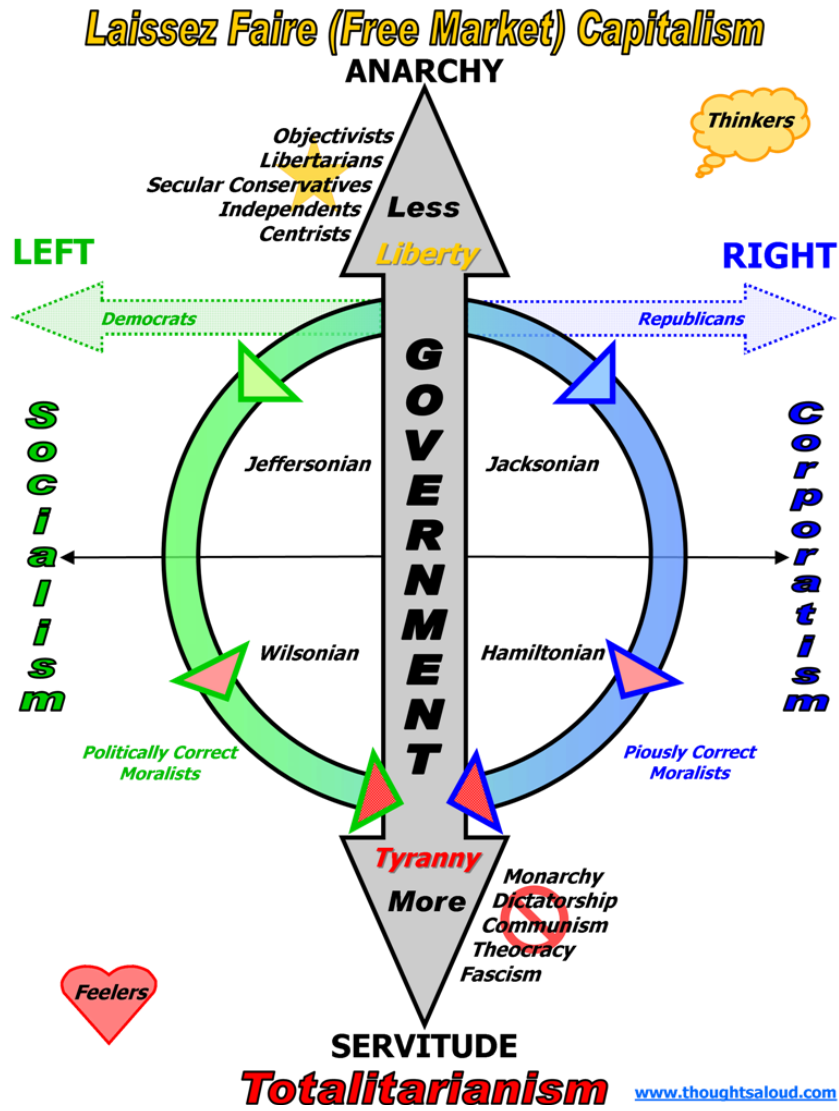 Laissez Faire (Free Market) Capitalism
ANARCHY
Thinkers
Objectivists
Libertarians
Secular Conservatives
Independents
Centrists
Less
Liberty
LEFT
RIGHT
Democrats
Republicans
GOVERNMENT
Socialism
Corporatism
Jeffersonian
Jacksonian
Wilsonian
Hamiltonian
Politically Correct
Moralists
Piously Correct
Moralists
Tyranny
More
Monarchy
Dictatorship
Communism
Theocracy
Fascism
Feelers
SERVITUDE
Totalitarianism
www.thoughtsaloud.com